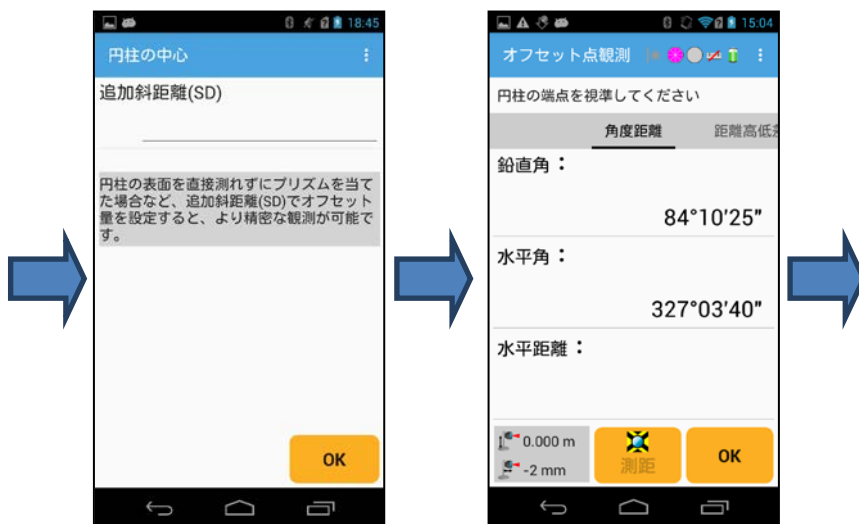 18:45
円柱の中心
追加斜距離(SD)
円柱の表面を直接測れずにプリズムを当て
た場合など、追加斜距離(SD)でオフセット
量を設定すると、より精密な観測が可能で
す。
OK
15:04
オフセット点観測
円柱の端点を視準してください
角度距離 距離高低差
鉛直角：
84°10'25"
水平角：
327°03'40"
水平距離：
0.000 m
-2 mm
測距
OK